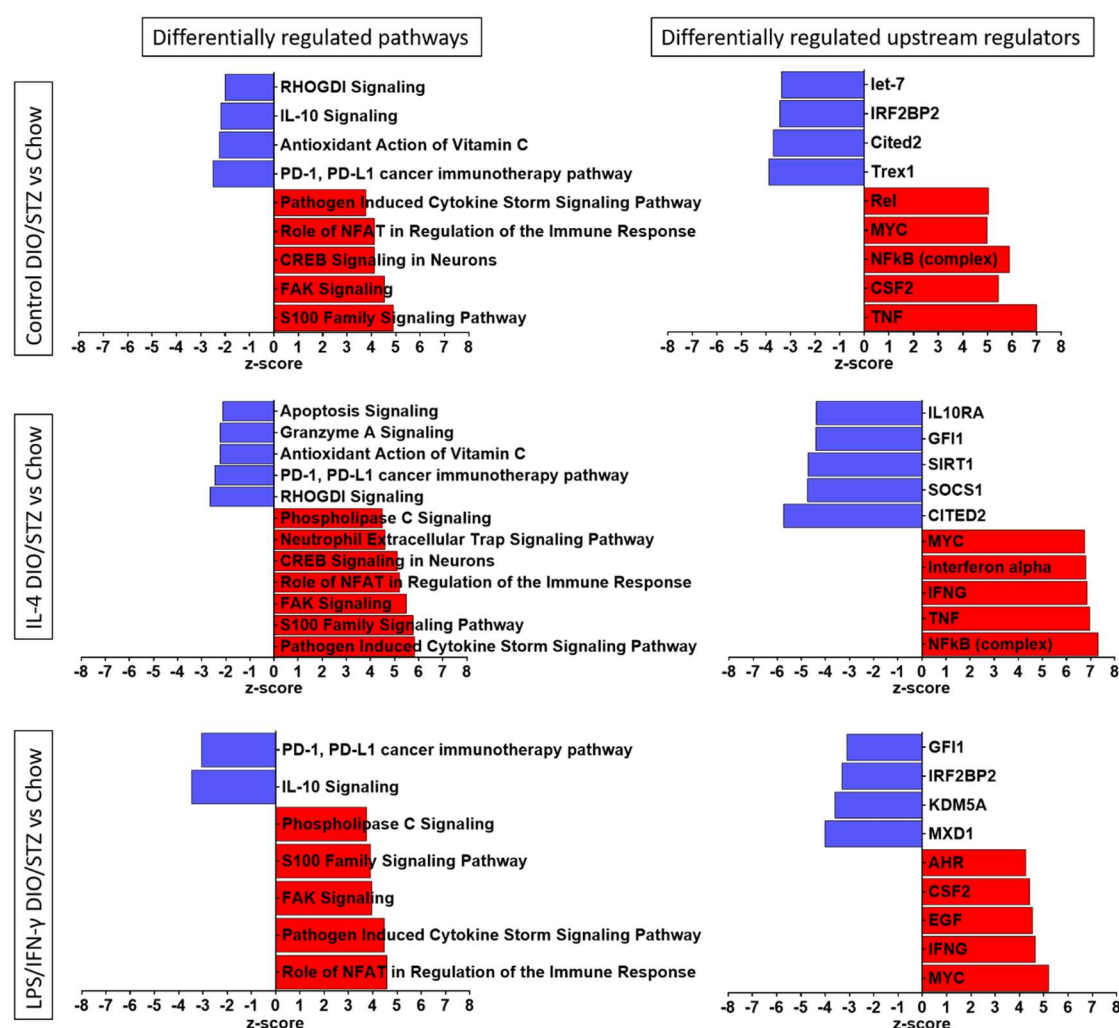 Differentially regulated pathways
Differentially regulated upstream regulators
Control DIO/STZ vs Chow
RHOGDI Signaling
IL-10 Signaling
Antioxidant Action of Vitamin C
PD-1, PD-L1 cancer immunotherapy pathway
Pathogen Induced Cytokine Storm Signaling Pathway
Role of NFAT in Regulation of the Immune Response
CREB Signaling in Neurons
FAK Signaling
S100 Family Signaling Pathway
-8 -7 -6 -5 -4 -3 -2 -1 0 1 2 3 4 5 6 7 8
z-score
let-7
IRF2BP2
Cited2
Trex1
Rel
MYC
NFkB (complex)
CSF2
TNF
-8 -7 -6 -5 -4 -3 -2 -1 0 1 2 3 4 5 6 7 8
z-score
IL-4 DIO/STZ vs Chow
Apoptosis Signaling
Granzyme A Signaling
Antioxidant Action of Vitamin C
PD-1, PD-L1 cancer immunotherapy pathway
RHOGDI Signaling
Phospholipase C Signaling
Neutrophil Extracellular Trap Signaling Pathway
CREB Signaling in Neurons
Role of NFAT in Regulation of the Immune Response
FAK Signaling
S100 Family Signaling Pathway
Pathogen Induced Cytokine Storm Signaling Pathway
-8 -7 -6 -5 -4 -3 -2 -1 0 1 2 3 4 5 6 7 8
z-score
IL10RA
GFI1
SIRT1
SOCS1
CITED2
MYC
Interferon alpha
IFNG
TNF
NFkB (complex)
-8 -7 -6 -5 -4 -3 -2 -1 0 1 2 3 4 5 6 7 8
z-score
LPS/IFN-γ DIO/STZ vs Chow
PD-1, PD-L1 cancer immunotherapy pathway
IL-10 Signaling
Phospholipase C Signaling
S100 Family Signaling Pathway
FAK Signaling
Pathogen Induced Cytokine Storm Signaling Pathway
Role of NFAT in Regulation of the Immune Response
-8 -7 -6 -5 -4 -3 -2 -1 0 1 2 3 4 5 6 7 8
z-score
GFI1
IRF2BP2
KDM5A
MXD1
AHR
CSF2
EGF
IFNG
MYC
-8 -7 -6 -5 -4 -3 -2 -1 0 1 2 3 4 5 6 7 8
z-score